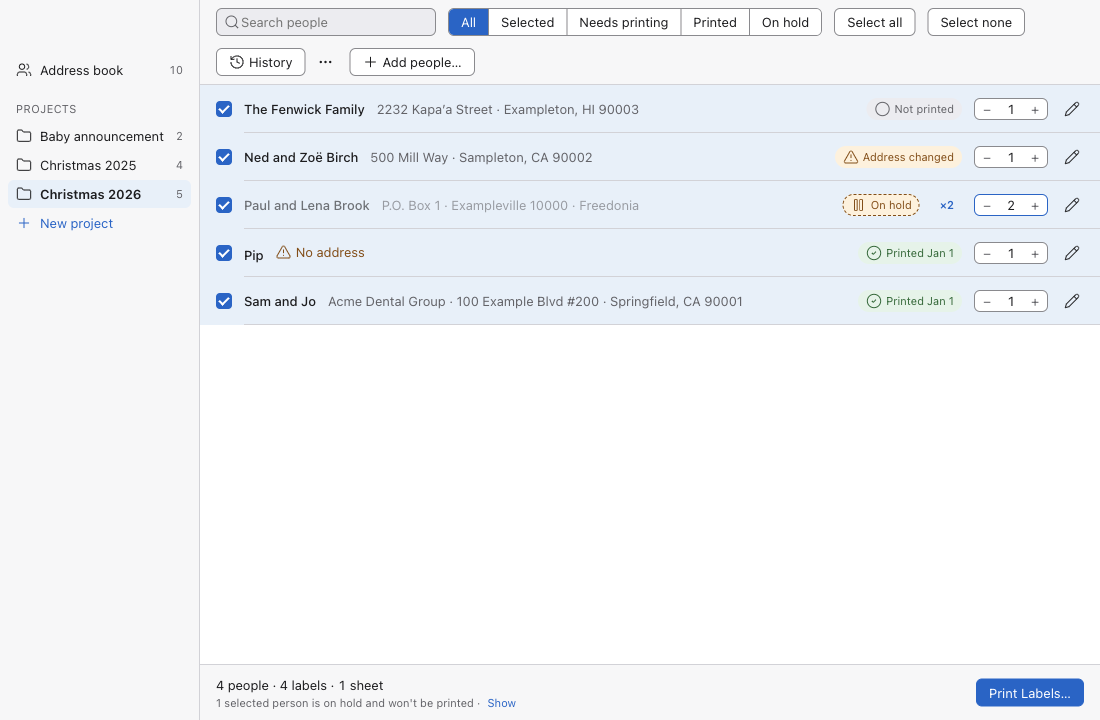 Search people
All
Selected
Needs printing
Printed
On hold
Select all
Select none
History
Add people…
Address book 10
PROJECTS
Baby announcement 2
Christmas 2025 4
Christmas 2026 5
New project
The Fenwick Family 2232 Kapaʻa Street · Exampleton, HI 90003 Not printed − 1 +
Ned and Zoë Birch 500 Mill Way · Sampleton, CA 90002 Address changed − 1 +
Paul and Lena Brook P.O. Box 1 · Exampleville 10000 · Freedonia On hold ×2 − 2 +
Pip No address Printed Jan 1 − 1 +
Sam and Jo Acme Dental Group · 100 Example Blvd #200 · Springfield, CA 90001 Printed Jan 1 − 1 +
4 people · 4 labels · 1 sheet
1 selected person is on hold and won't be printed · Show
Print Labels…